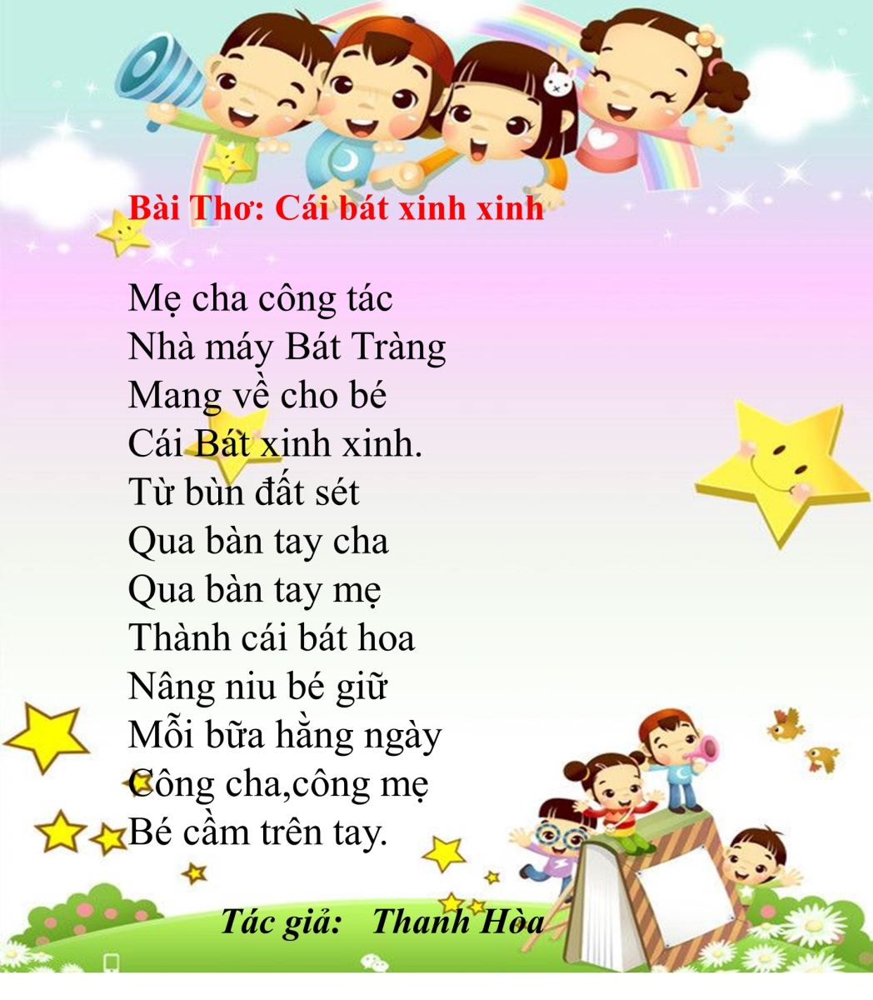 Bài Thơ: Cái bát xinh xinh
Mẹ cha công tác
Nhà máy Bát Tràng
Mang về cho bé
Cái Bát xinh xinh.
Từ bùn đất sét
Qua bàn tay cha
Qua bàn tay mẹ
Thành cái bát hoa
Nâng niu bé giữ
Mỗi bữa hằng ngày
Công cha,công mẹ
Bé cầm trên tay.
Tác giả: Thanh Hòa